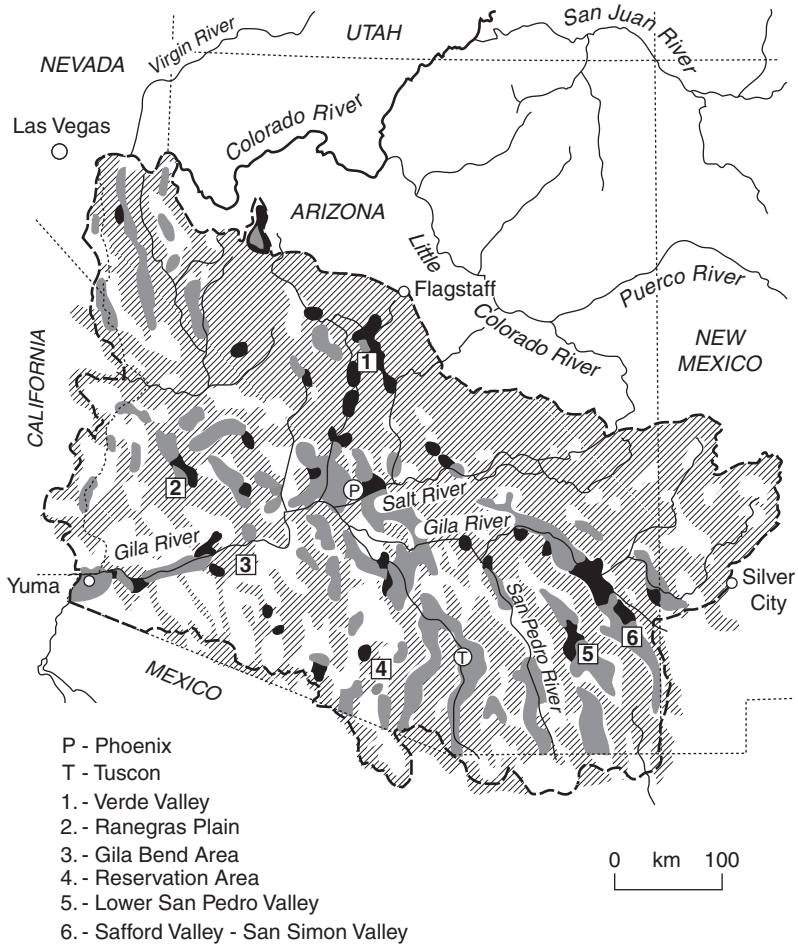 UTAH
San Juan River
NEVADA
Virgin River
Las Vegas
Colorado River
ARIZONA
Little
Colorado River
Flagstaff
Puerco River
NEW
MEXICO
CALIFORNIA
1
2
P
Salt River
Gila River
Gila River
3
Yuma
San Pedro River
Silver
City
6
5
T
4
MEXICO
P - Phoenix
T - Tuscon
1. - Verde Valley
2. - Ranegras Plain
3. - Gila Bend Area
4. - Reservation Area
5. - Lower San Pedro Valley
6. - Safford Valley - San Simon Valley
0 km 100